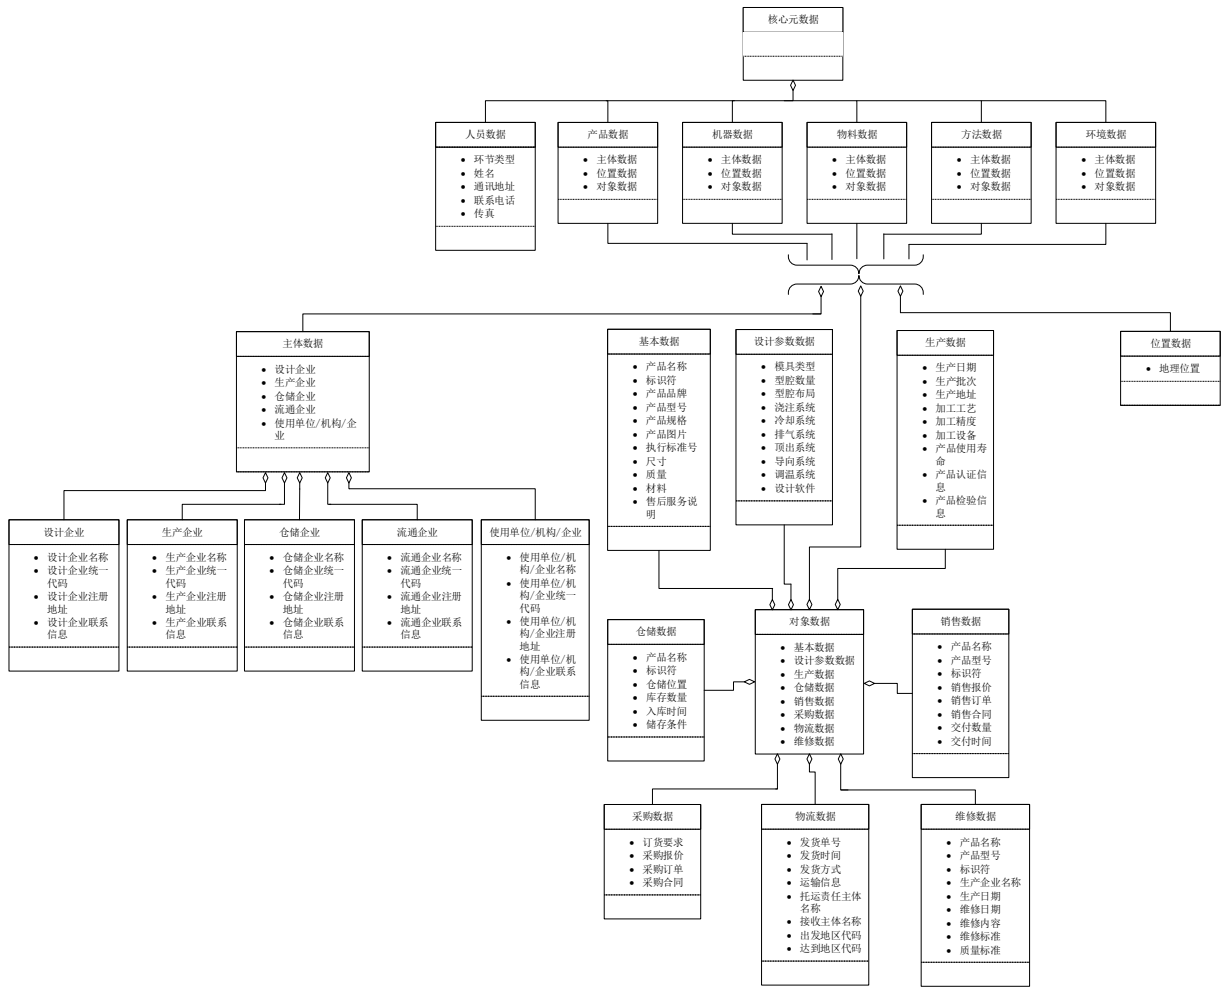 核心元数据
人员数据
环节类型
姓名
通讯地址
联系电话
传真
产品数据
主体数据
位置数据
对象数据
机器数据
主体数据
位置数据
对象数据
物料数据
主体数据
位置数据
对象数据
方法数据
主体数据
位置数据
对象数据
环境数据
主体数据
位置数据
对象数据
主体数据
设计企业
生产企业
仓储企业
流通企业
使用单位/机构/企
业
基本数据
产品名称
标识符
产品品牌
产品型号
产品规格
产品图片
执行标准号
尺寸
质量
材料
售后服务说
明
设计参数数据
模具类型
型腔数量
型腔布局
浇注系统
冷却系统
排气系统
顶出系统
导向系统
调温系统
设计软件
生产数据
生产日期
生产批次
生产地址
加工工艺
加工精度
加工设备
产品使用寿
命
产品认证信
息
产品检验信
息
位置数据
地理位置
设计企业
设计企业名称
设计企业统一
代码
设计企业注册
地址
设计企业联系
信息
生产企业
生产企业名称
生产企业统一
代码
生产企业注册
地址
生产企业联系
信息
仓储企业
仓储企业名称
仓储企业统一
代码
仓储企业注册
地址
仓储企业联系
信息
流通企业
流通企业名称
流通企业统一
代码
流通企业注册
地址
流通企业联系
信息
使用单位/机构/企业
使用单位/机
构/企业名称
使用单位/机
构/企业统一
代码
使用单位/机
构/企业注册
地址
使用单位/机
构/企业联系
信息
仓储数据
产品名称
标识符
仓储位置
库存数量
入库时间
储存条件
对象数据
基本数据
设计参数数据
生产数据
仓储数据
销售数据
采购数据
物流数据
维修数据
销售数据
产品名称
产品型号
标识符
销售报价
销售订单
销售合同
交付数量
交付时间
采购数据
订货要求
采购报价
采购订单
采购合同
物流数据
发货单号
发货时间
发货方式
运输信息
托运责任主体
名称
接收主体名称
出发地区代码
达到地区代码
维修数据
产品名称
产品型号
标识符
生产企业名称
生产日期
维修日期
维修内容
维修标准
质量标准